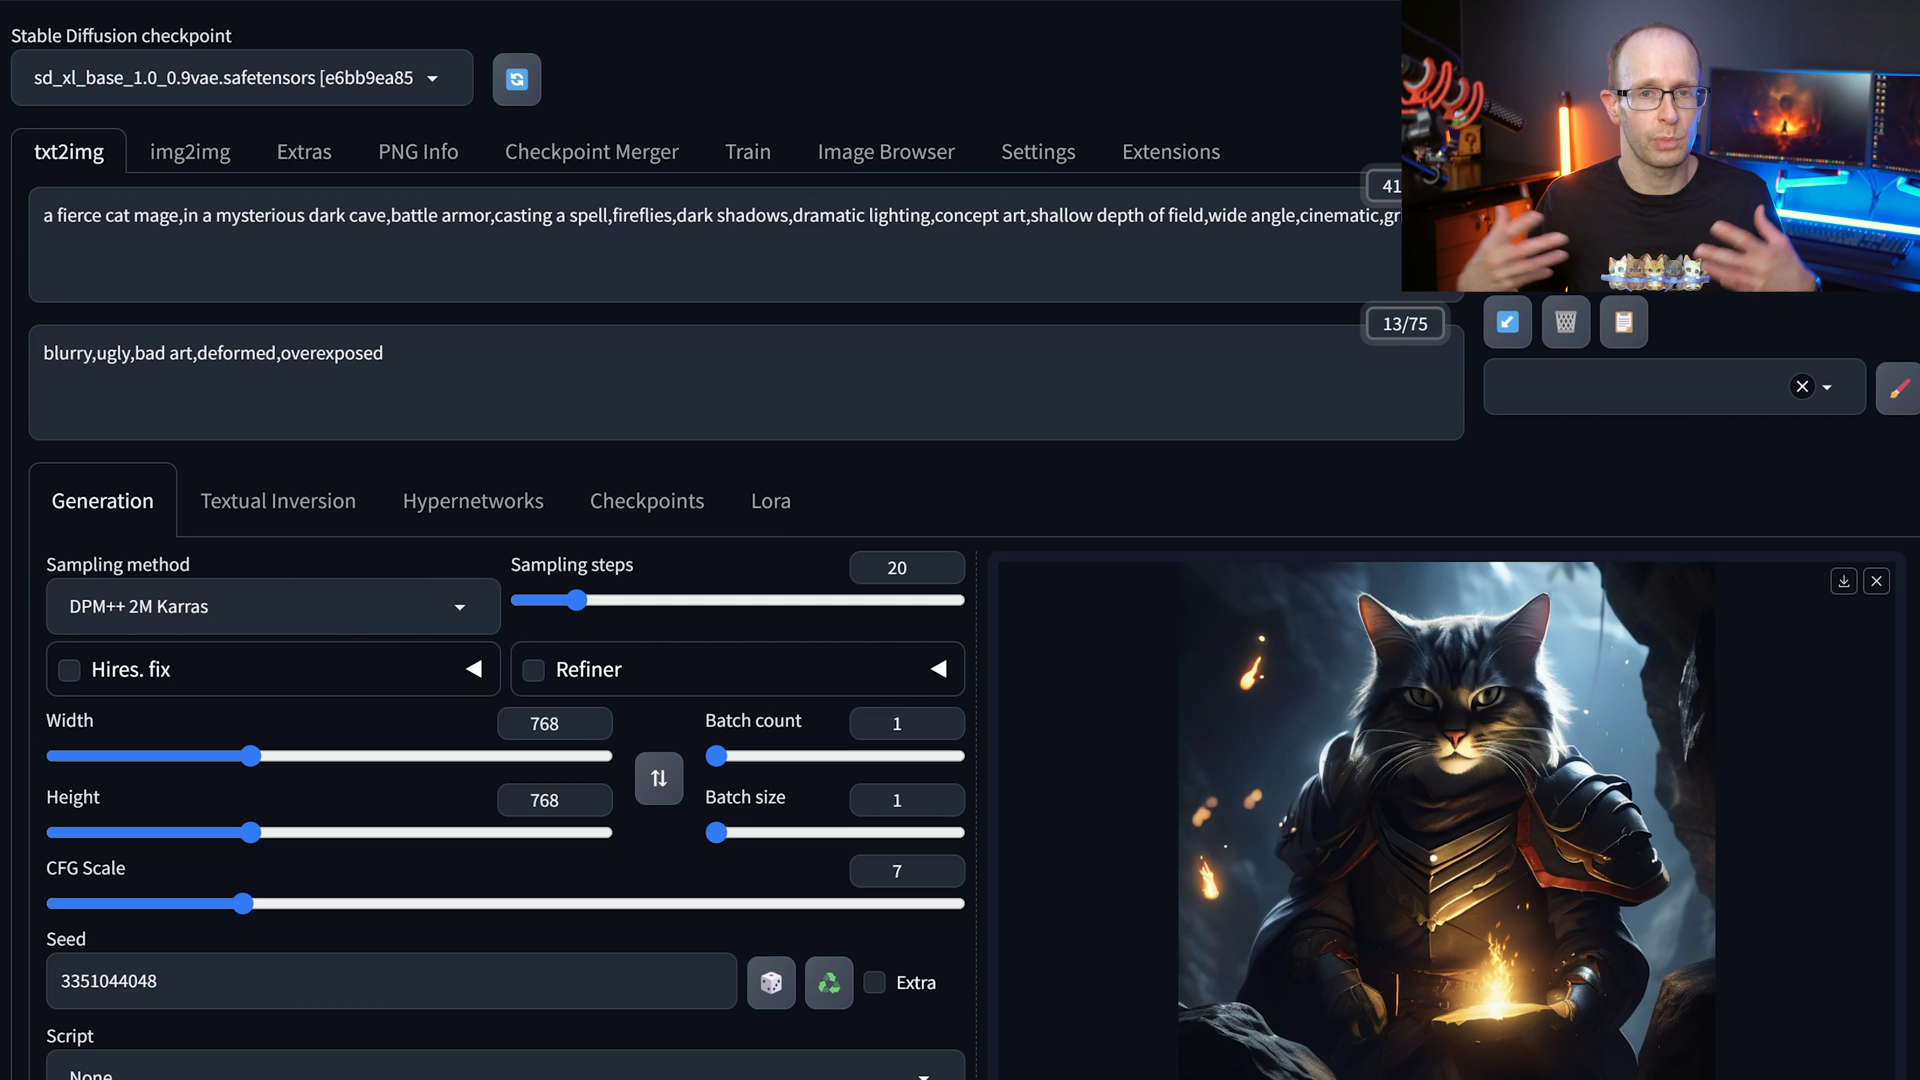 Stable Diffusion checkpoint
sd_xl_base_1.0_0.9vae.safetensors [e6bb9ea85
txt2img img2img Extras PNG Info Checkpoint Merger Train Image Browser Settings Extensions
41
a fierce cat mage,in a mysterious dark cave,battle armor,casting a spell,fireflies,dark shadows,dramatic lighting,concept art,shallow depth of field,wide angle,cinematic,gr
13/75
blurry,ugly,bad art,deformed,overexposed
Generation Textual Inversion Hypernetworks Checkpoints Lora
Sampling method
DPM++ 2M Karras
Sampling steps
20
Hires. fix
Refiner
Width
768
Batch count
1
Height
768
Batch size
1
CFG Scale
7
Seed
3351044048
Extra
Script
None